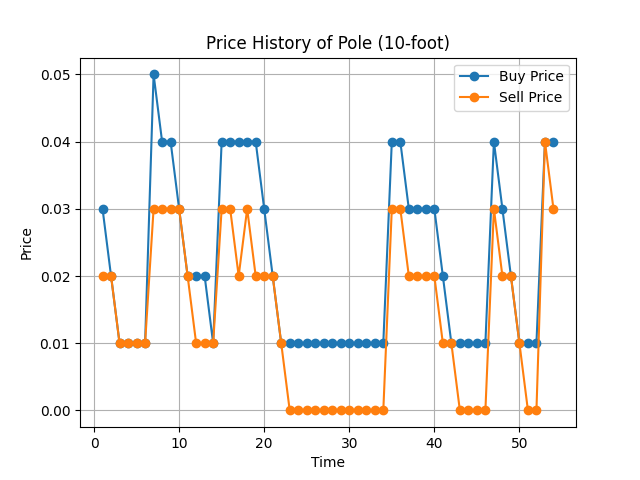 Price History of Pole (10-foot)
Buy Price
Sell Price
0.05
0.04
0.03
0.02
0.01
0.00
Price
0 10 20 30 40 50
Time